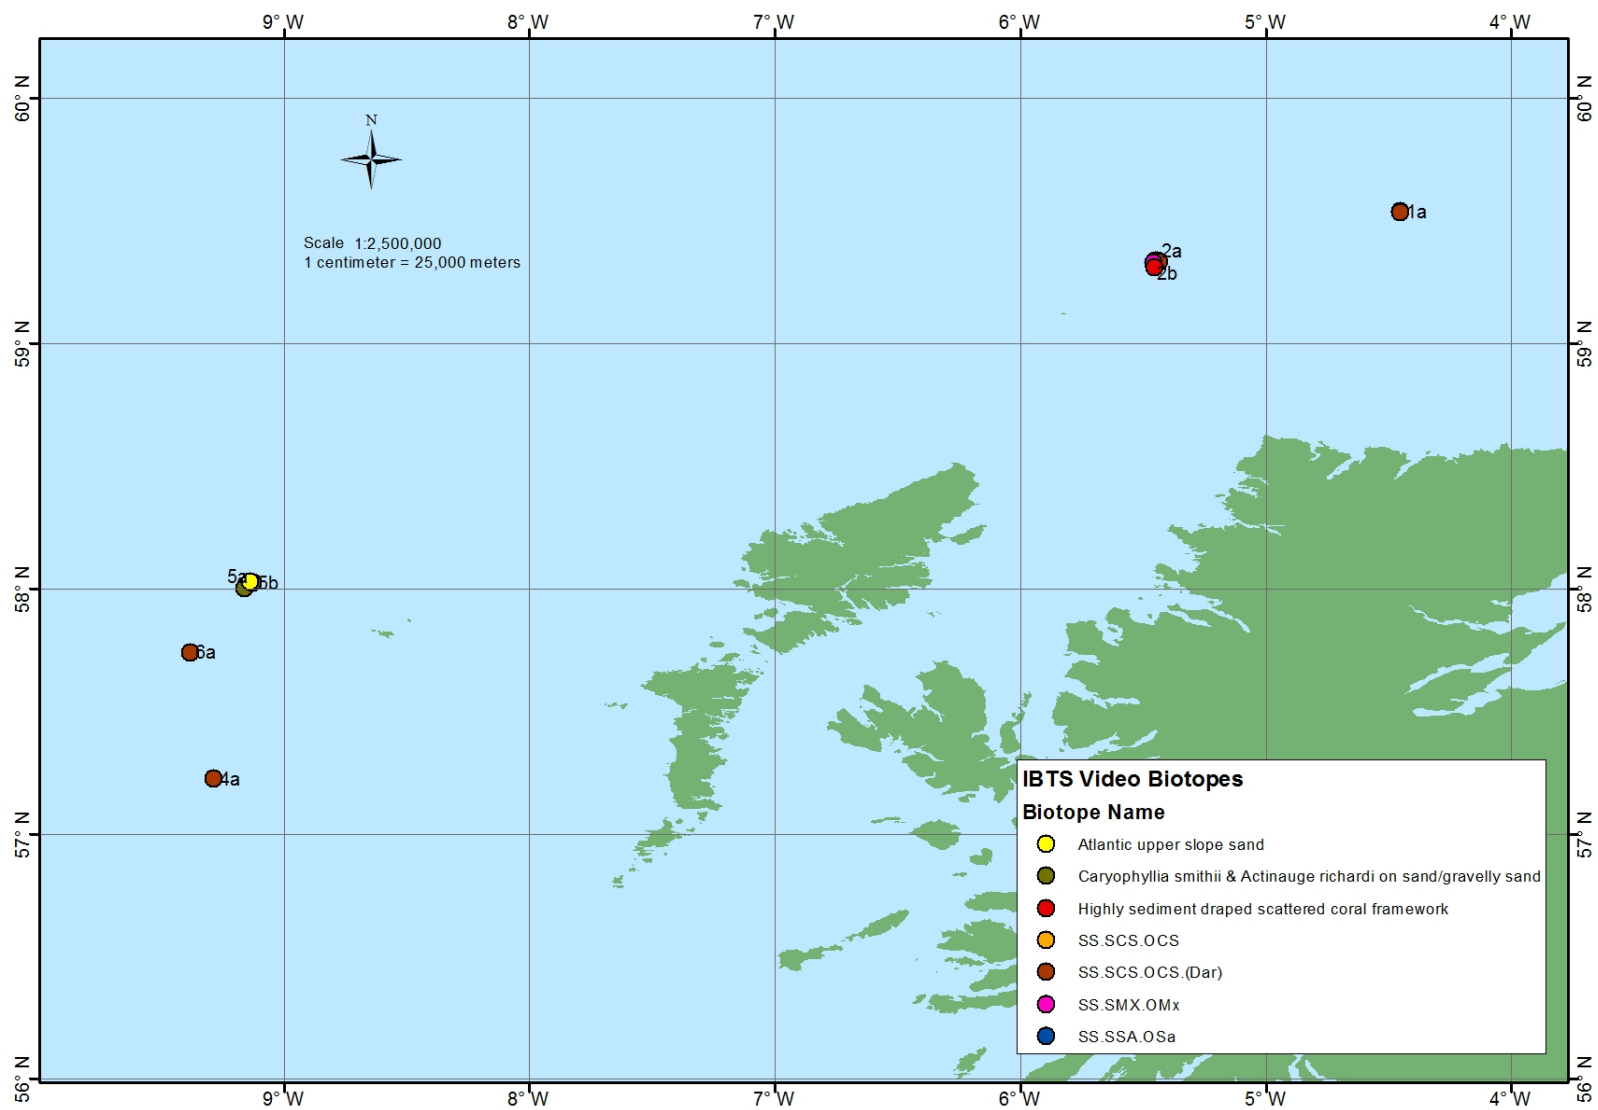 9° W 8° W 7° W 6° W 5° W 4° W
60° N 60° N
N
1a
Scale 1:2,500,000
1 centimeter = 25,000 meters
2a
2b
59° N 59° N
5a 5b
58° N 58° N
6a
4a
IBTS Video Biotopes
Biotope Name
57° N 57° N
Atlantic upper slope sand
Caryophyllia smithii & Actinauge richardi on sand/gravelly sand
Highly sediment draped scattered coral framework
SS.SCS.OCS
SS.SCS.OCS.(Dar)
SS.SMX.OMx
SS.SSA.OSa
56° N 56° N
9° W 8° W 7° W 6° W 5° W 4° W